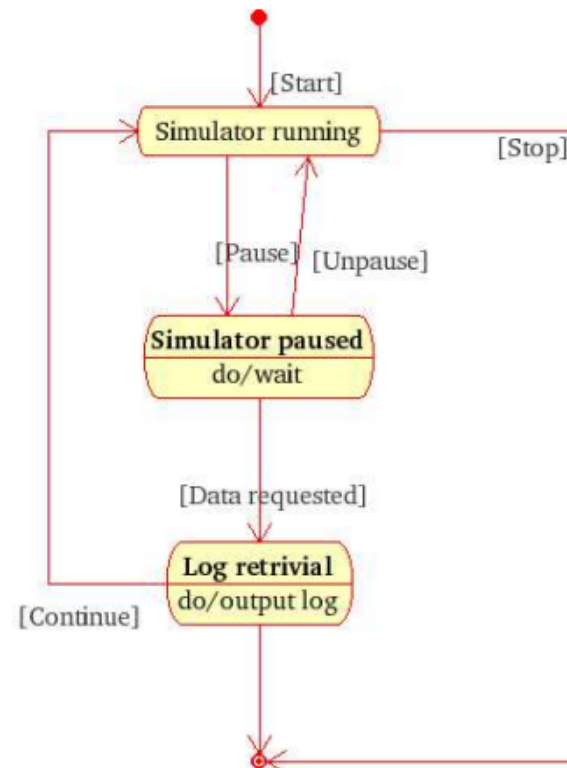 [Start]
Simulator running
[Stop]
[Pause]
[Unpause]
Simulator paused
do/wait
[Data requested]
Log retrivial
do/output log
[Continue]